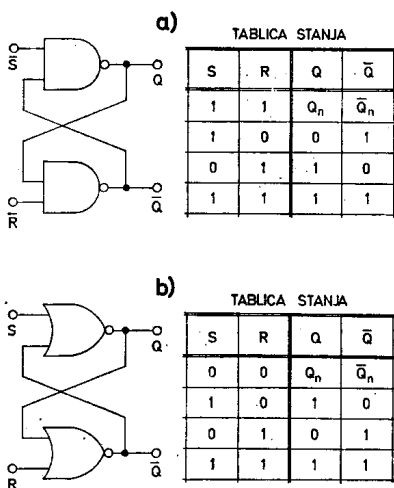 a)
TABLICA STANJA
S R Q Q̅
1 1 Qn Q̅n
1 0 0 1
0 1 1 0
1 1 1 1
S̅
Q
R̅
Q̅
b)
TABLICA STANJA
S R Q Q̅
0 0 Qn Q̅n
1 0 1 0
0 1 0 1
1 1 1 1
S
Q
R
Q̅